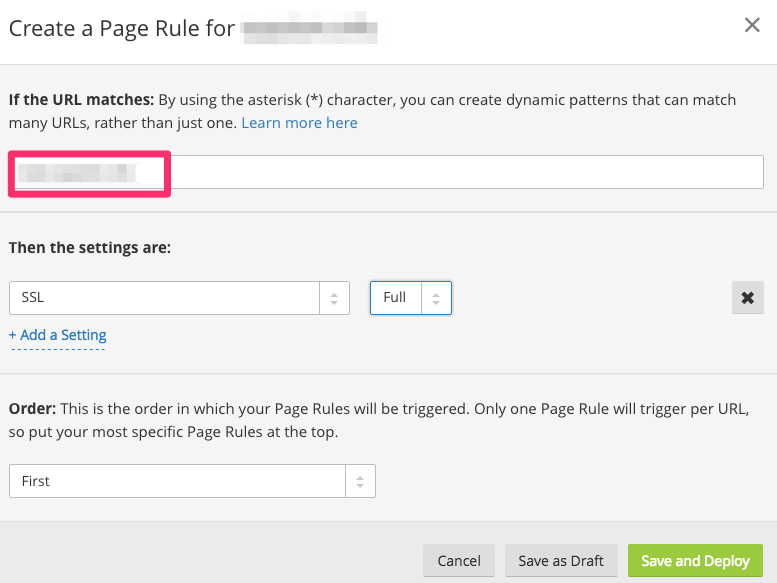 Create a Page Rule for
If the URL matches: By using the asterisk (*) character, you can create dynamic patterns that can match
many URLs, rather than just one. Learn more here
Then the settings are:
SSL
Full
+ Add a Setting
Order: This is the order in which your Page Rules will be triggered. Only one Page Rule will trigger per URL,
so put your most specific Page Rules at the top.
First
Cancel
Save as Draft
Save and Deploy